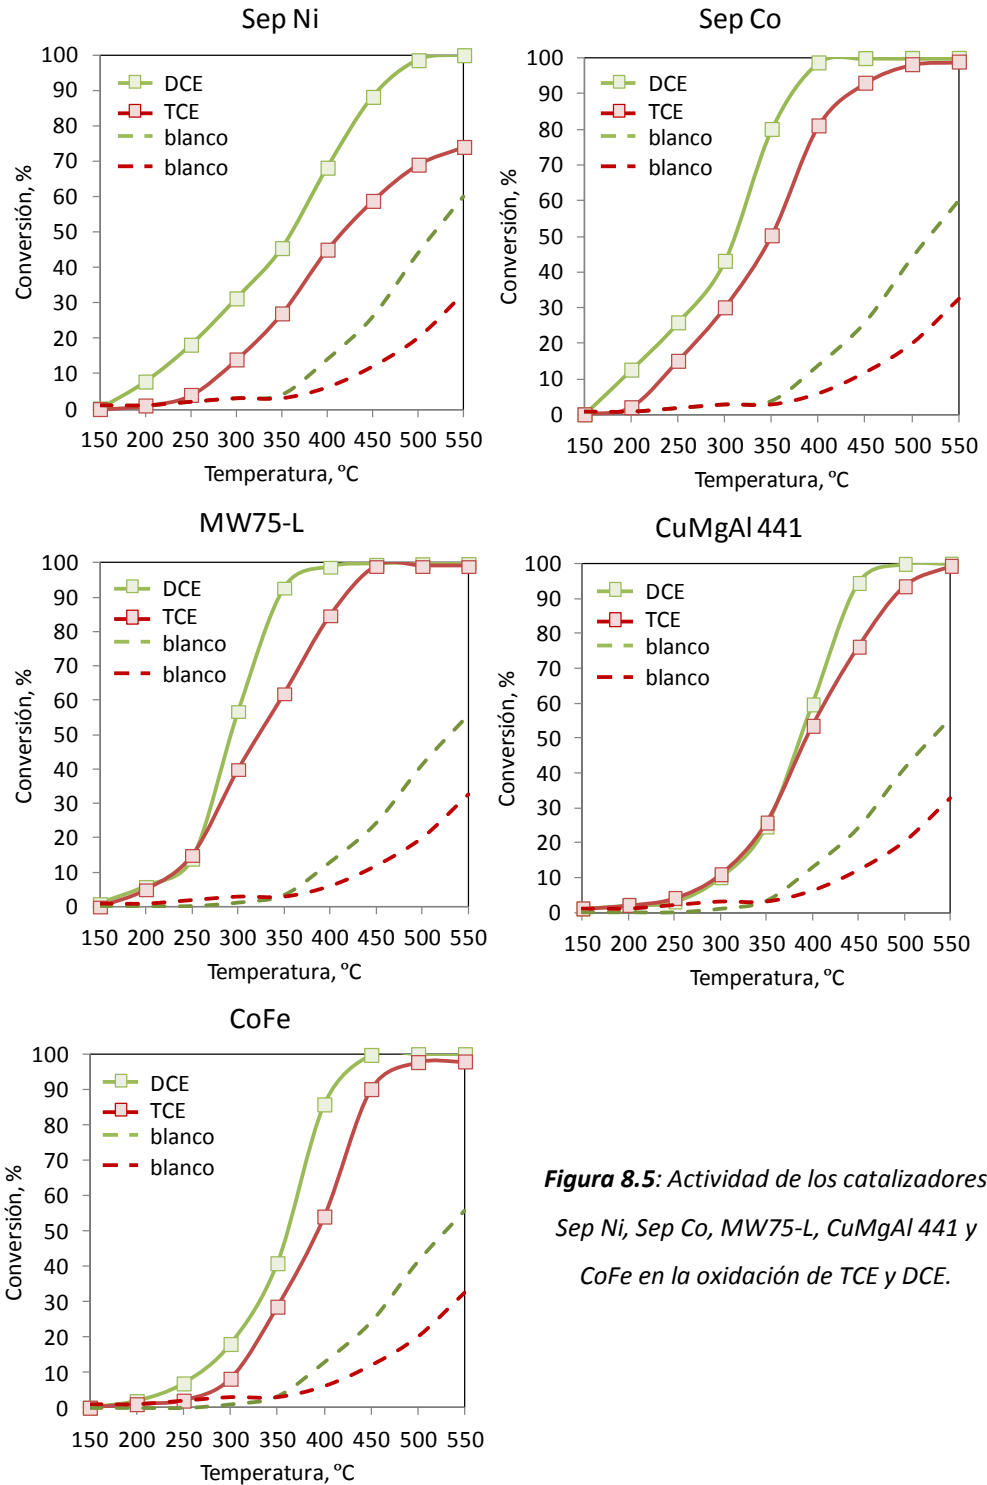 Sep Ni
100
90
80
70
60
50
40
30
20
10
0
DCE
TCE
blanco
blanco
Conversión, %
150 200 250 300 350 400 450 500 550
Temperatura, ºC
Sep Co
100
90
80
70
60
50
40
30
20
10
0
DCE
TCE
blanco
blanco
Conversión, %
150 200 250 300 350 400 450 500 550
Temperatura, ºC
MW75-L
100
90
80
70
60
50
40
30
20
10
0
DCE
TCE
blanco
blanco
Conversión, %
150 200 250 300 350 400 450 500 550
Temperatura, ºC
CuMgAl 441
100
90
80
70
60
50
40
30
20
10
0
DCE
TCE
blanco
blanco
Conversión, %
150 200 250 300 350 400 450 500 550
Temperatura, ºC
CoFe
100
90
80
70
60
50
40
30
20
10
0
DCE
TCE
blanco
blanco
Conversión, %
150 200 250 300 350 400 450 500 550
Temperatura, ºC
Figura 8.5: Actividad de los catalizadores
Sep Ni, Sep Co, MW75-L, CuMgAl 441 y
CoFe en la oxidación de TCE y DCE.